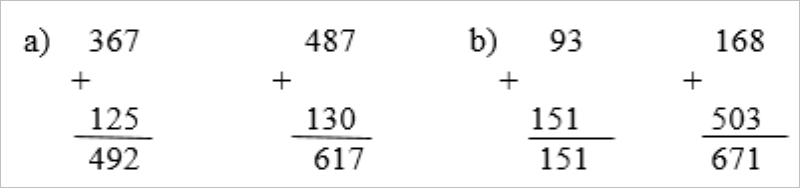 a) 367 487 b) 93 168
+ + + +
125 130 151 503
492 617 151 671